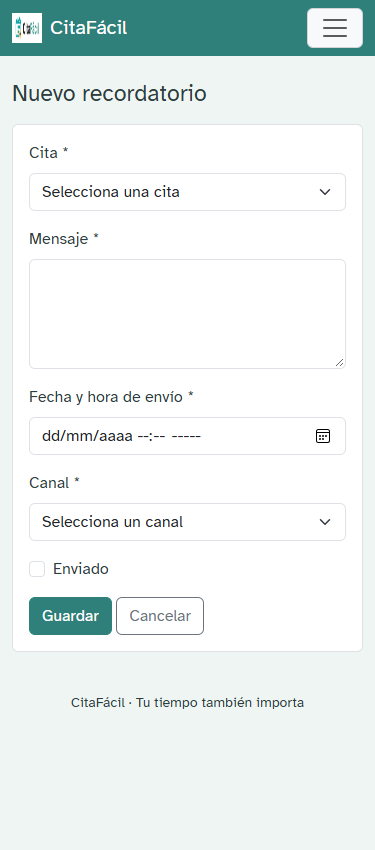 CitaFácil
Nuevo recordatorio
Cita *
Selecciona una cita
Mensaje *
Fecha y hora de envío *
dd/mm/aaaa --:-- -----
Canal *
Selecciona un canal
Enviado
Guardar Cancelar
CitaFácil · Tu tiempo también importa